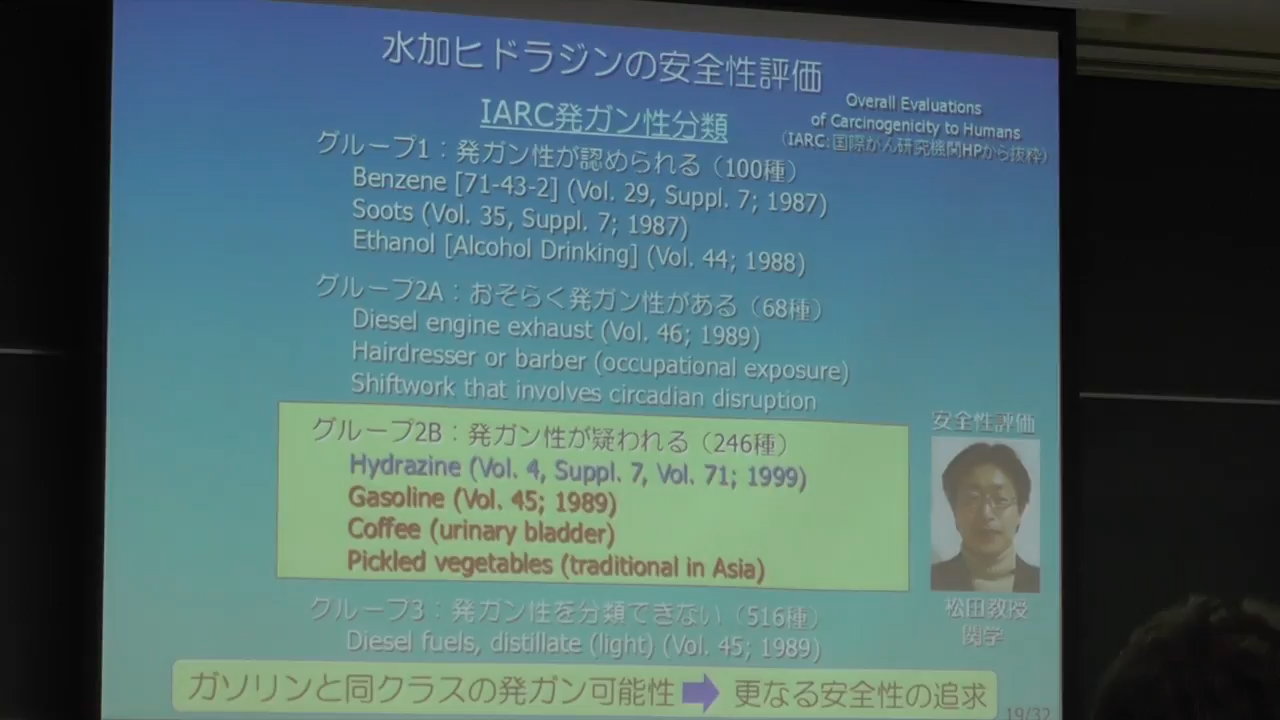 水加ヒドラジンの安全性評価
IARC発ガン性分類
Overall Evaluations
of Carcinogenicity to Humans
(IARC:国際がん研究機関HPから抜粋)
グループ1：発ガン性が認められる（100種）
Benzene [71-43-2] (Vol. 29, Suppl. 7; 1987)
Soots (Vol. 35, Suppl. 7; 1987)
Ethanol [Alcohol Drinking] (Vol. 44; 1988)
グループ2A：おそらく発ガン性がある（68種）
Diesel engine exhaust (Vol. 46; 1989)
Hairdresser or barber (occupational exposure)
Shiftwork that involves circadian disruption
グループ2B：発ガン性が疑われる（246種）
Hydrazine (Vol. 4, Suppl. 7, Vol. 71; 1999)
Gasoline (Vol. 45; 1989)
Coffee (urinary bladder)
Pickled vegetables (traditional in Asia)
グループ3：発ガン性を分類できない（516種）
Diesel fuels, distillate (light) (Vol. 45; 1989)
安全性評価
松田教授
関学
ガソリンと同クラスの発ガン可能性 ➡ 更なる安全性の追求
19/32